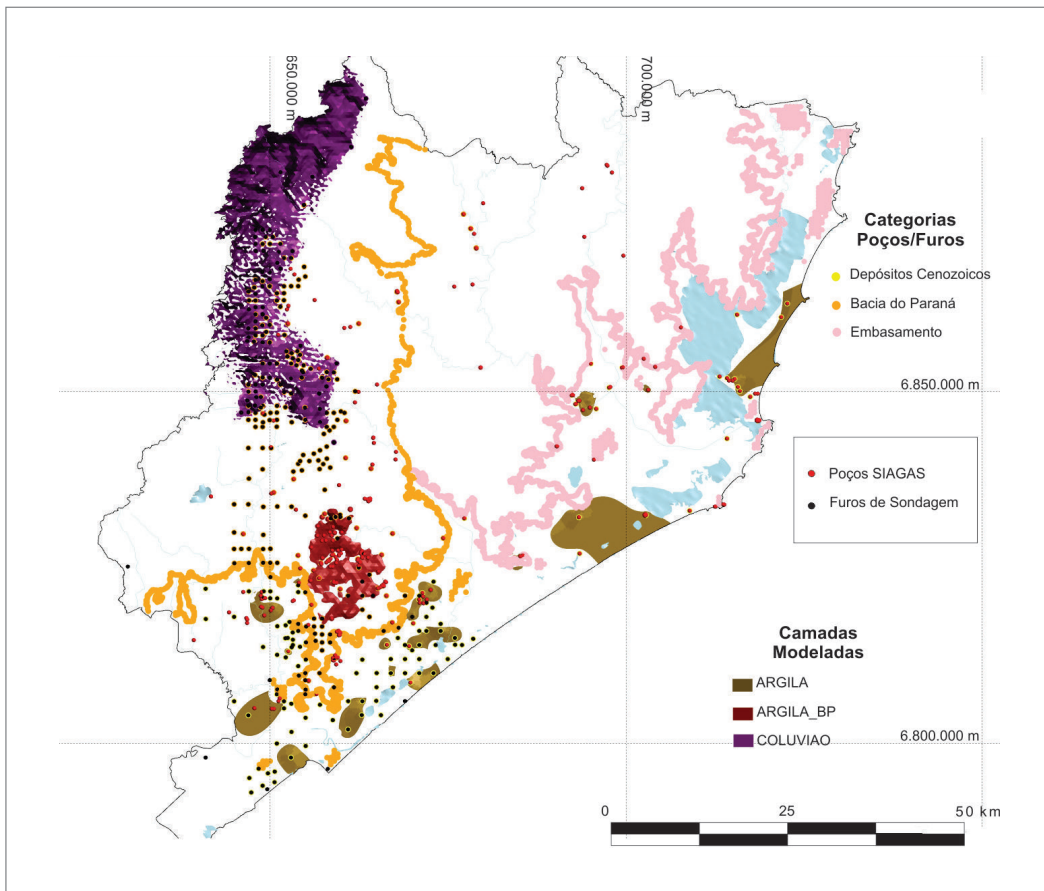 650.000 m
700.000 m
Categorias
Poços/Furos
Depósitos Cenozoicos
Bacia do Paraná
Embasamento
6.850.000 m
Poços SIAGAS
Furos de Sondagem
Camadas
Modeladas
ARGILA
ARGILA_BP
COLUVIAO
6.800.000 m
0 25 50 km